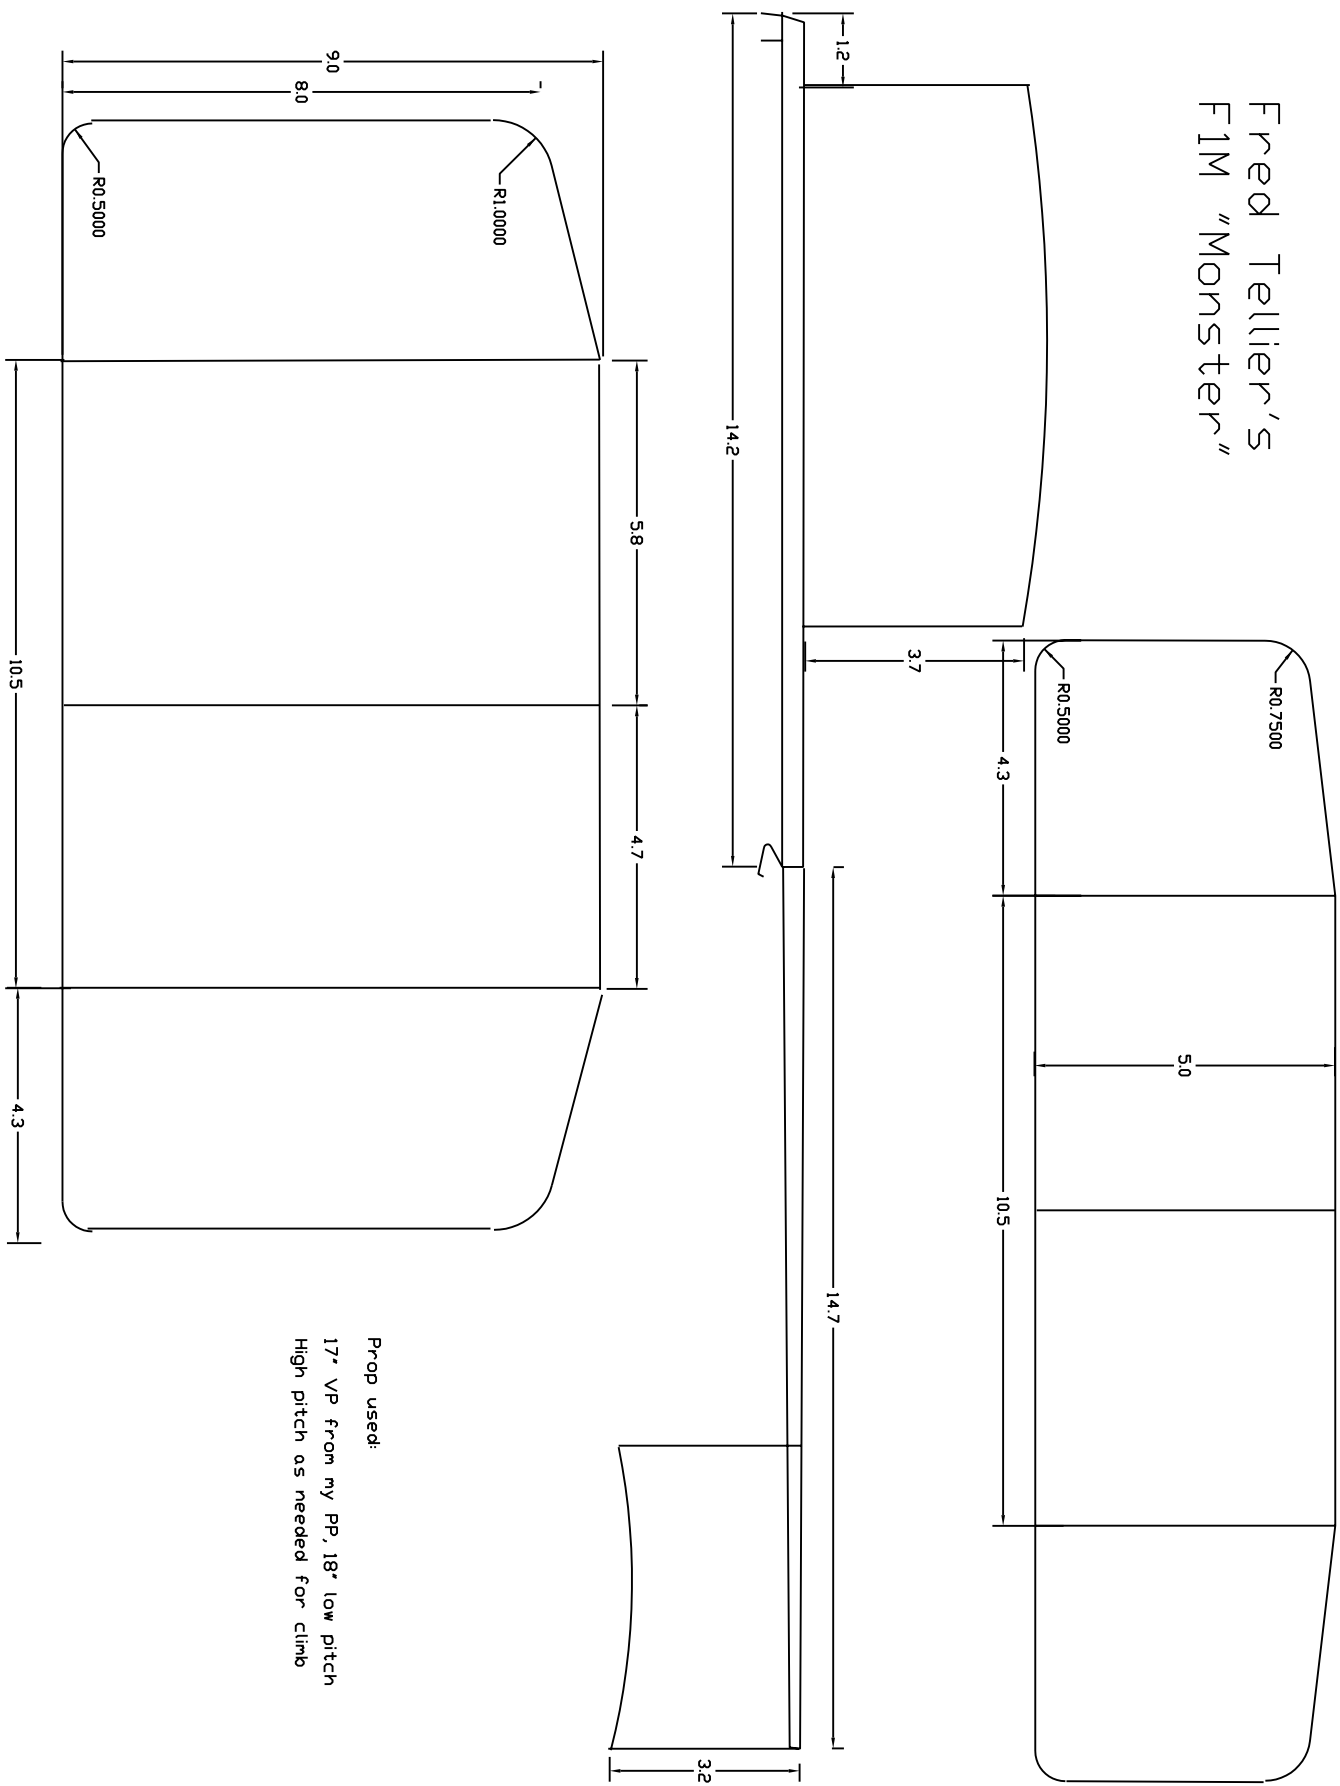 Fred Tellier's
F1M "Monster"
1.2
9.0
8.0
R0.5000
R1.0000
14.2
5.8
10.5
4.7
4.3
3.7
R0.7500
R0.5000
4.3
5.0
10.5
14.7
3.2
Prop used:
17" VP from my PP, 18" low pitch
High pitch as needed for climb